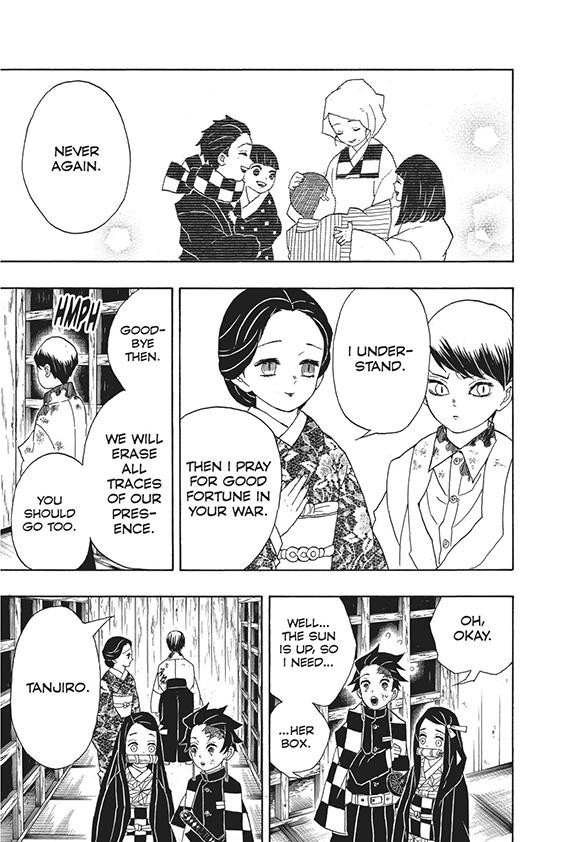 NEVER
AGAIN.
I UNDER-
STAND.
THEN I PRAY
FOR GOOD
FORTUNE IN
YOUR WAR.
GOOD-
BYE
THEN.
WE WILL
ERASE
ALL
TRACES
OF OUR
PRES-
ENCE.
HMPH
YOU
SHOULD
GO TOO.
OH,
OKAY.
WELL...
THE SUN
IS UP, SO
I NEED...
...HER
BOX.
TANJIRO.